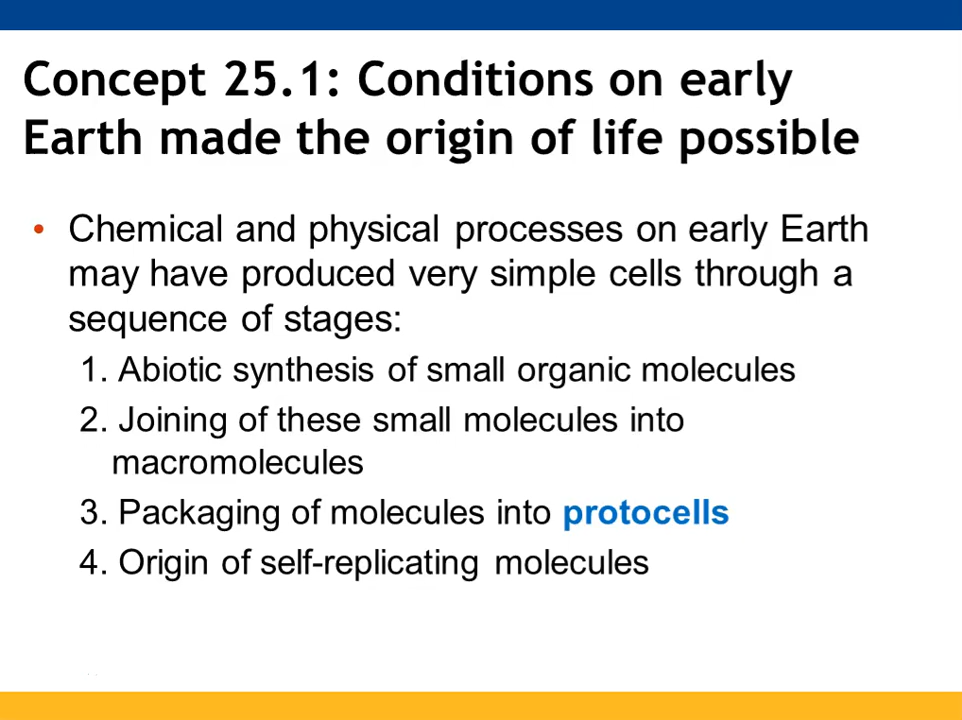 Concept 25.1: Conditions on early
Earth made the origin of life possible
• Chemical and physical processes on early Earth
may have produced very simple cells through a
sequence of stages:
1. Abiotic synthesis of small organic molecules
2. Joining of these small molecules into
macromolecules
3. Packaging of molecules into protocells
4. Origin of self-replicating molecules